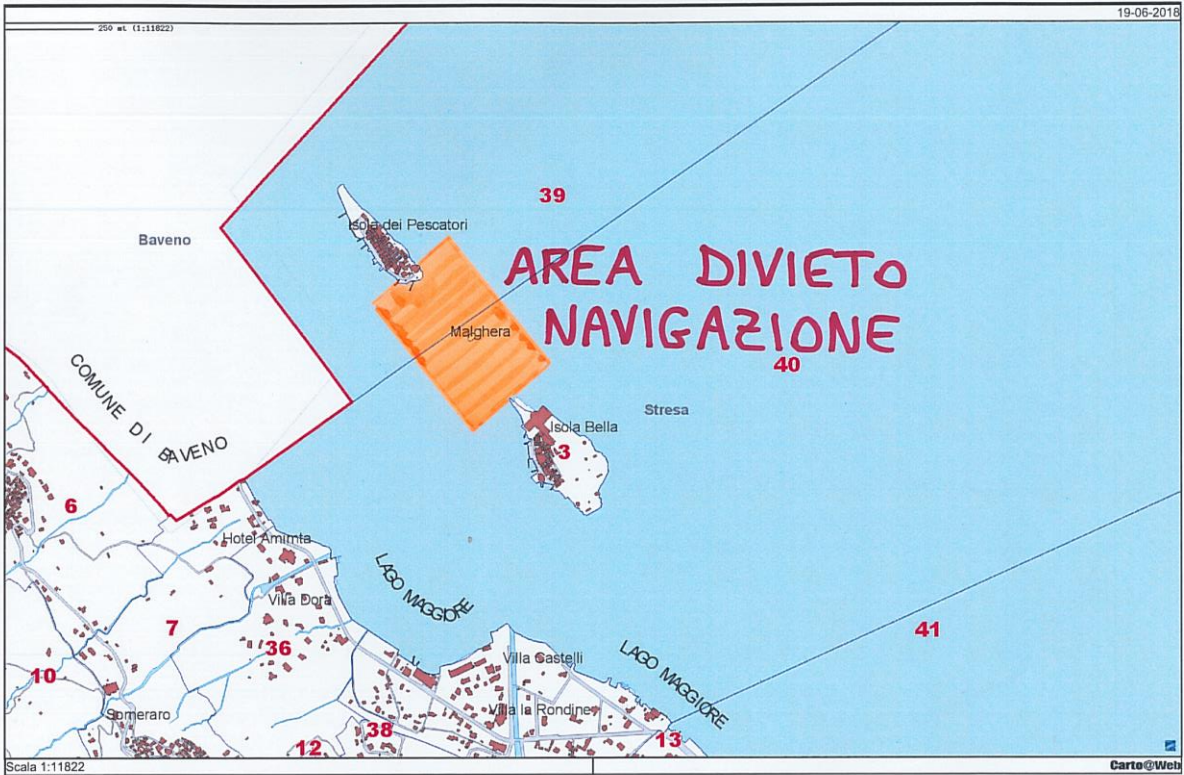 19-06-2018
250 mt (1:11822)
39
Isola dei Pescatori
Baveno
AREA DIVIETO
NAVIGAZIONE
Malghera
40
COMUNE DI BAVENO
Stresa
Isola Bella
3
6
Hotel Aminta
LAGO MAGGIORE
Villa Dora
7
36
41
Villa Castelli
LAGO MAGGIORE
10
Someraro
Villa la Rondine
38
12
13
Scala 1:11822
Carto@Web